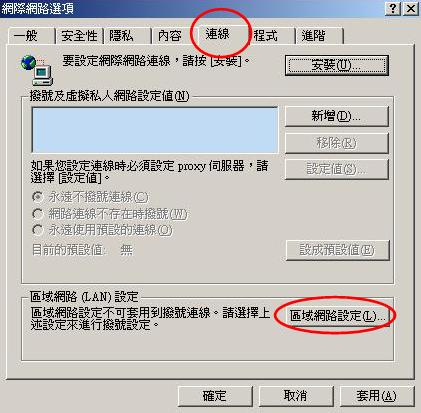 網際網路選項
一般 安全性 隱私 內容 連線 程式 進階
要設定網際網路連線，請按 [安裝]。
安裝(U)...
撥號及虛擬私人網路設定值(N)
新增(D)...
移除(R)
如果您設定連線時必須設定 proxy 伺服器，請
選擇 [設定值]。
設定值(S)...
永遠不撥號連線(C)
網路連線不存在時撥號(W)
永遠使用預設的連線(O)
目前的預設值: 無
設成預設值(E)
區域網路 (LAN) 設定
區域網路設定不可套用到撥號連線。請選擇上
述設定來進行撥號設定。
區域網路設定(L)...
確定 取消 套用(A)